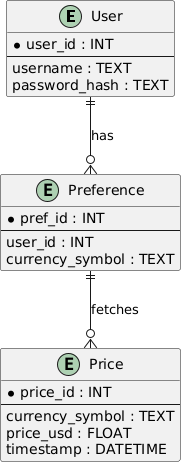 E User
* user_id : INT
username : TEXT
password_hash : TEXT
has
E Preference
* pref_id : INT
user_id : INT
currency_symbol : TEXT
fetches
E Price
* price_id : INT
currency_symbol : TEXT
price_usd : FLOAT
timestamp : DATETIME